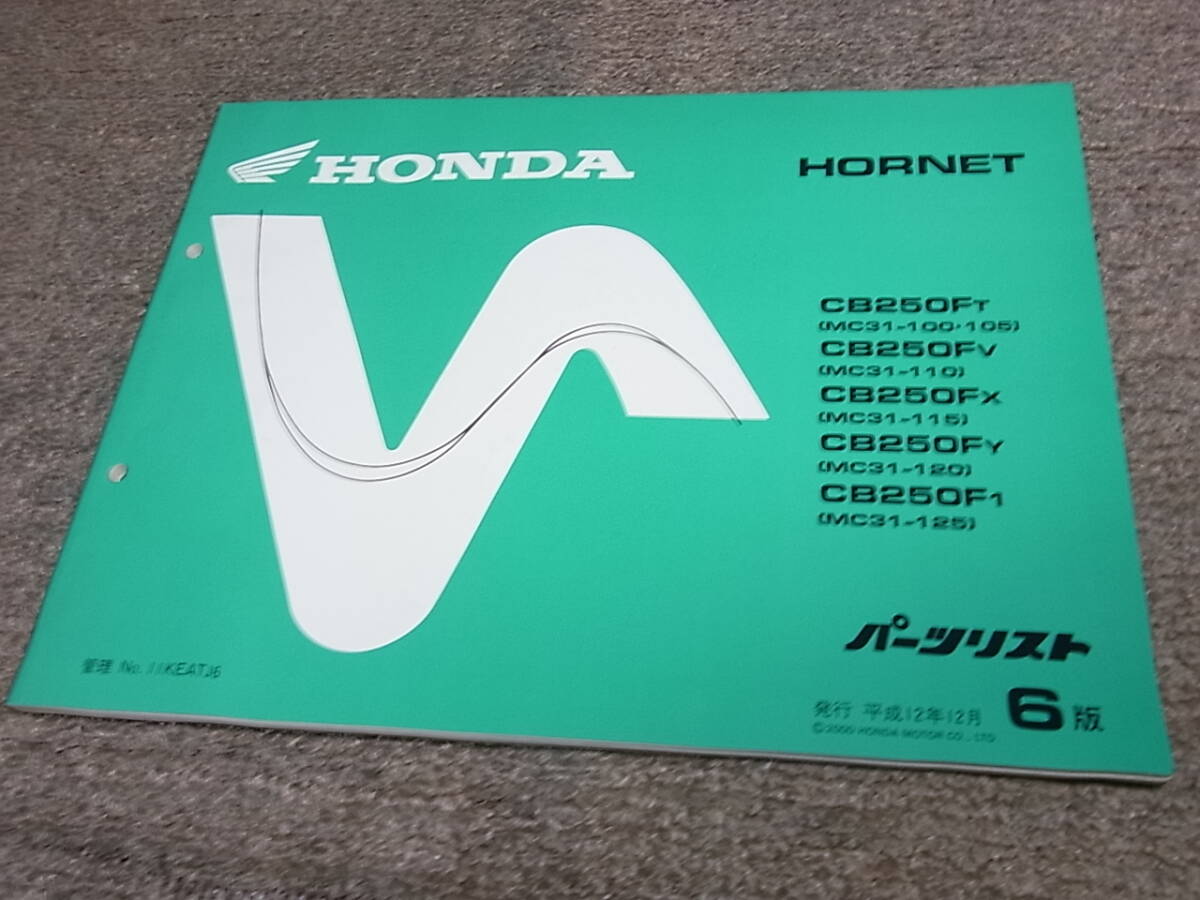 HONDA
HORNET
CB250FT
(MC31-100・105)
CB250FV
(MC31-110)
CB250FX
(MC31-115)
CB250FY
(MC31-120)
CB250F1
(MC31-125)
パーツリスト
管理 No. 11KEATJ6
発行 平成12年12月 6版
©2000 HONDA MOTOR CO., LTD